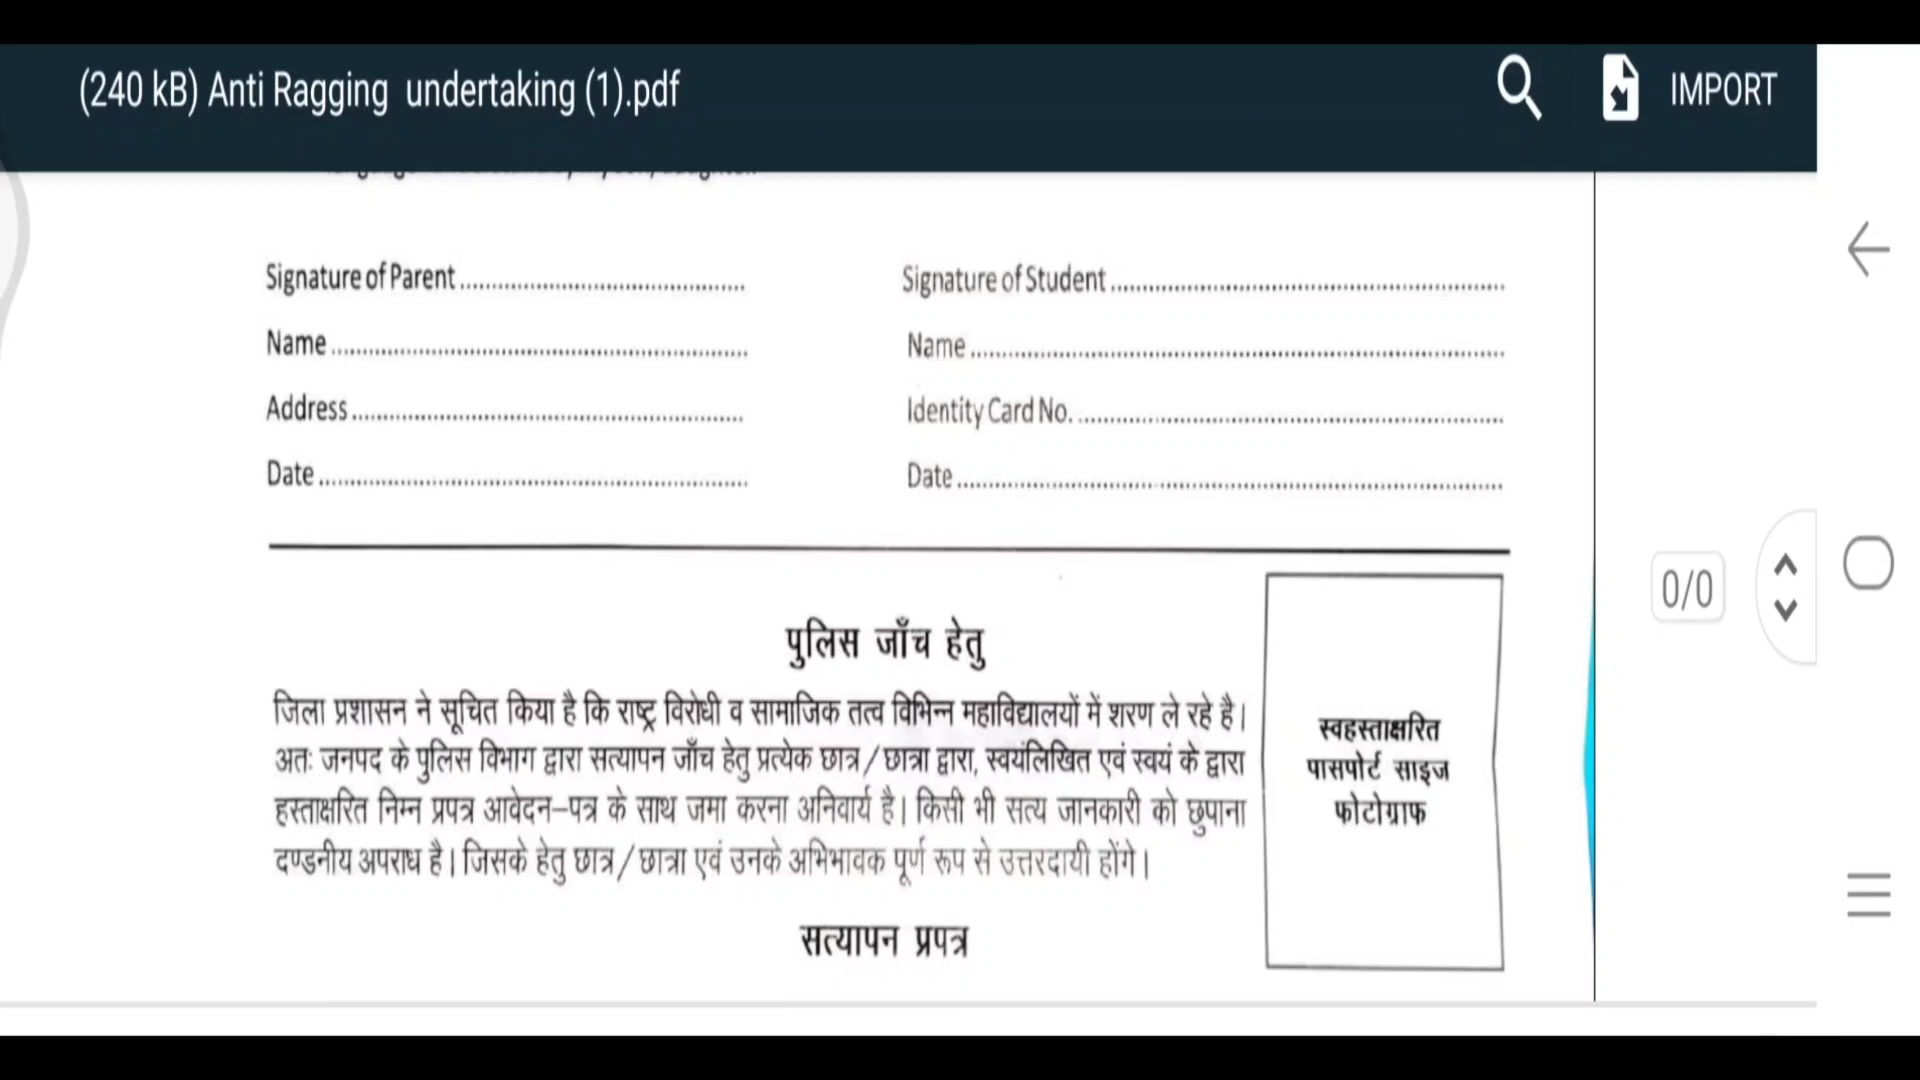 (240 kB) Anti Ragging undertaking (1).pdf
IMPORT
Signature of Parent
Signature of Student
Name
Name
Address
Identity Card No.
Date
Date
0/0
पुलिस जाँच हेतु
जिला प्रशासन ने सूचित किया है कि राष्ट्र विरोधी व सामाजिक तत्व विभिन्न महाविद्यालयों में शरण ले रहे है।
अतः जनपद के पुलिस विभाग द्वारा सत्यापन जाँच हेतु प्रत्येक छात्र/छात्रा द्वारा, स्वयंलिखित एवं स्वयं के द्वारा
हस्ताक्षरित निम्न प्रपत्र आवेदन–पत्र के साथ जमा करना अनिवार्य है। किसी भी सत्य जानकारी को छुपाना
दण्डनीय अपराध है। जिसके हेतु छात्र/छात्रा एवं उनके अभिभावक पूर्ण रूप से उत्तरदायी होंगे।
स्वहस्ताक्षरित
पासपोर्ट साइज
फोटोग्राफ
सत्यापन प्रपत्र